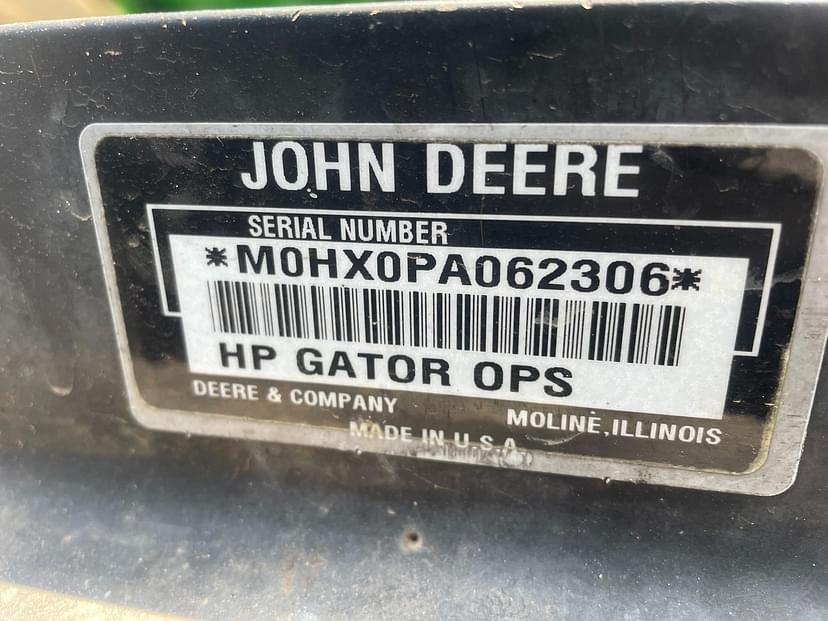 JOHN DEERE
SERIAL NUMBER
*M0HX0PA062306*
HP GATOR OPS
DEERE & COMPANY
MOLINE, ILLINOIS
MADE IN U.S.A